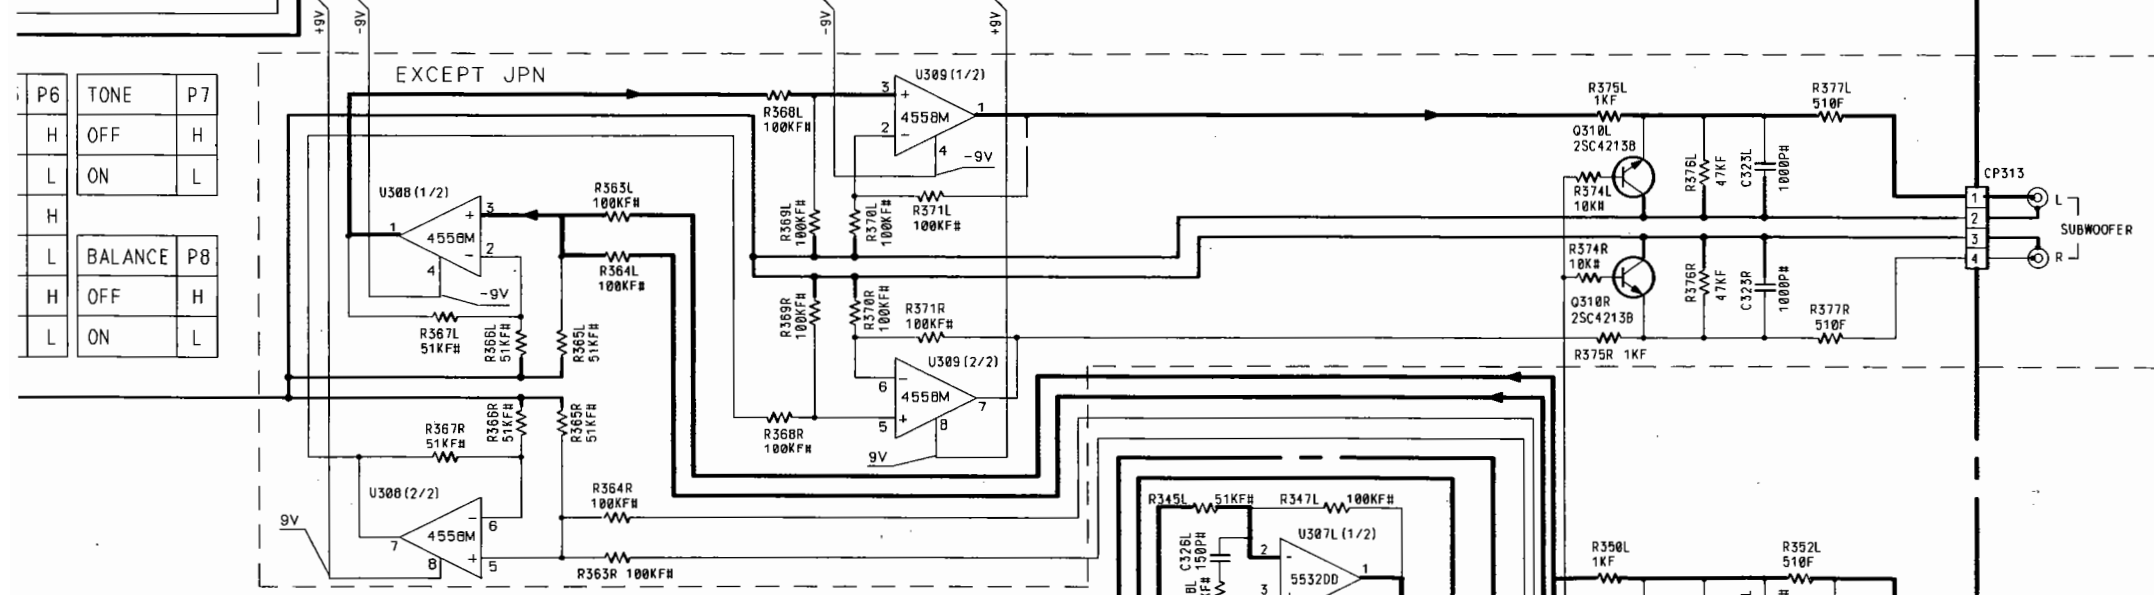 +9V
-9V
-9V
+9V
EXCEPT JPN
P6
TONE
P7
H
OFF
H
L
ON
L
H
L
BALANCE
P8
H
OFF
H
L
ON
L
U308(1/2)
1
3
+
4558M
2
-
4
-9V
R363L
100KF#
R364L
100KF#
R367L
51KF#
R366L
51KF#
R365L
51KF#
R366R
51KF#
R365R
51KF#
R367R
51KF#
U308(2/2)
9V
7
4558M
-
6
+
5
8
R364R
100KF#
R363R 100KF#
R368L
100KF#
U309(1/2)
3
+
4558M
1
2
-
4
-9V
R369L
100KF#
R370L
100KF#
R371L
100KF#
R369R
100KF#
R370R
100KF#
R371R
100KF#
U309(2/2)
6
-
4558M
7
5
+
8
R368R
100KF#
9V
R375L
1KF
Q310L
2SC4213B
R374L
10K#
R376L
47KF
C323L
1000P#
R377L
510F
R374R
10K#
Q310R
2SC4213B
R375R 1KF
R376R
47KF
C323R
1000P#
R377R
510F
CP313
1
2
3
4
L
SUBWOOFER
R
R345L
51KF#
R347L
100KF#
U307L(1/2)
C326L
150P#
2
-
5532DD
1
3
R350L
1KF
R352L
510F